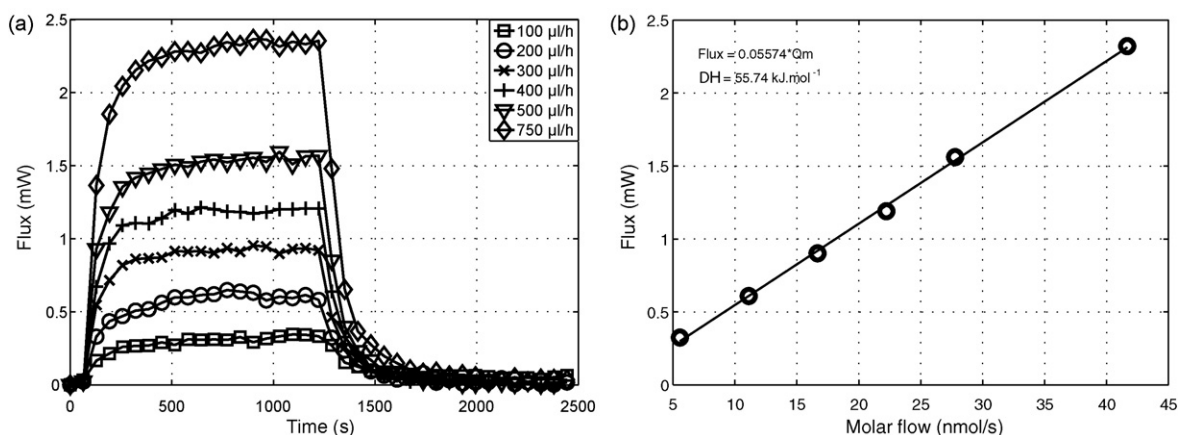 (a)
2.5
2
1.5
1
0.5
0
Flux (mW)
100 µl/h
200 µl/h
300 µl/h
400 µl/h
500 µl/h
750 µl/h
0 500 1000 1500 2000 2500
Time (s)
(b)
2.5
2
1.5
1
0.5
0
Flux (mW)
Flux = 0.05574*Qm
DH = 55.74 kJ.mol⁻¹
5 10 15 20 25 30 35 40 45
Molar flow (nmol/s)